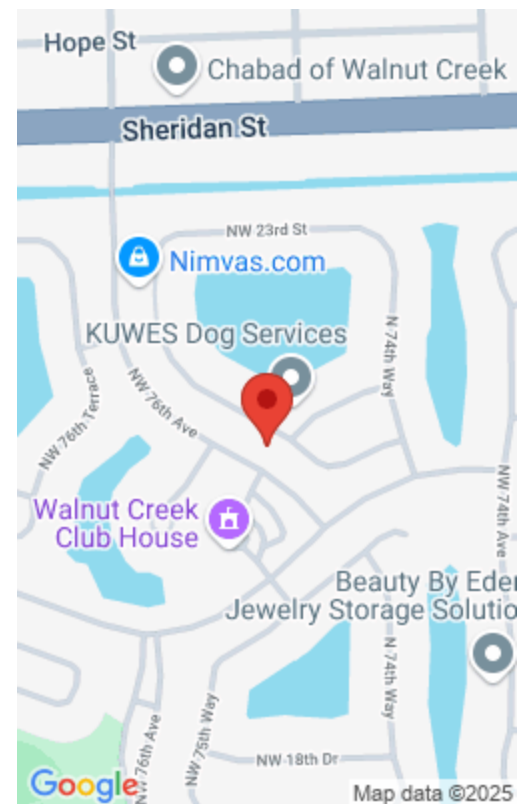 Hope St
Chabad of Walnut Creek
Sheridan St
NW 23rd St
Nimvas.com
KUWES Dog Services
N 74th Way
NW 76th Terrace
NW 76th Ave
Walnut Creek
Club House
NW 74th Ave
Beauty By Eden
Jewelry Storage Solutio
N 74th Way
NW 76th Ave
NW 75th Way
NW 18th Dr
Google
Map data ©2025